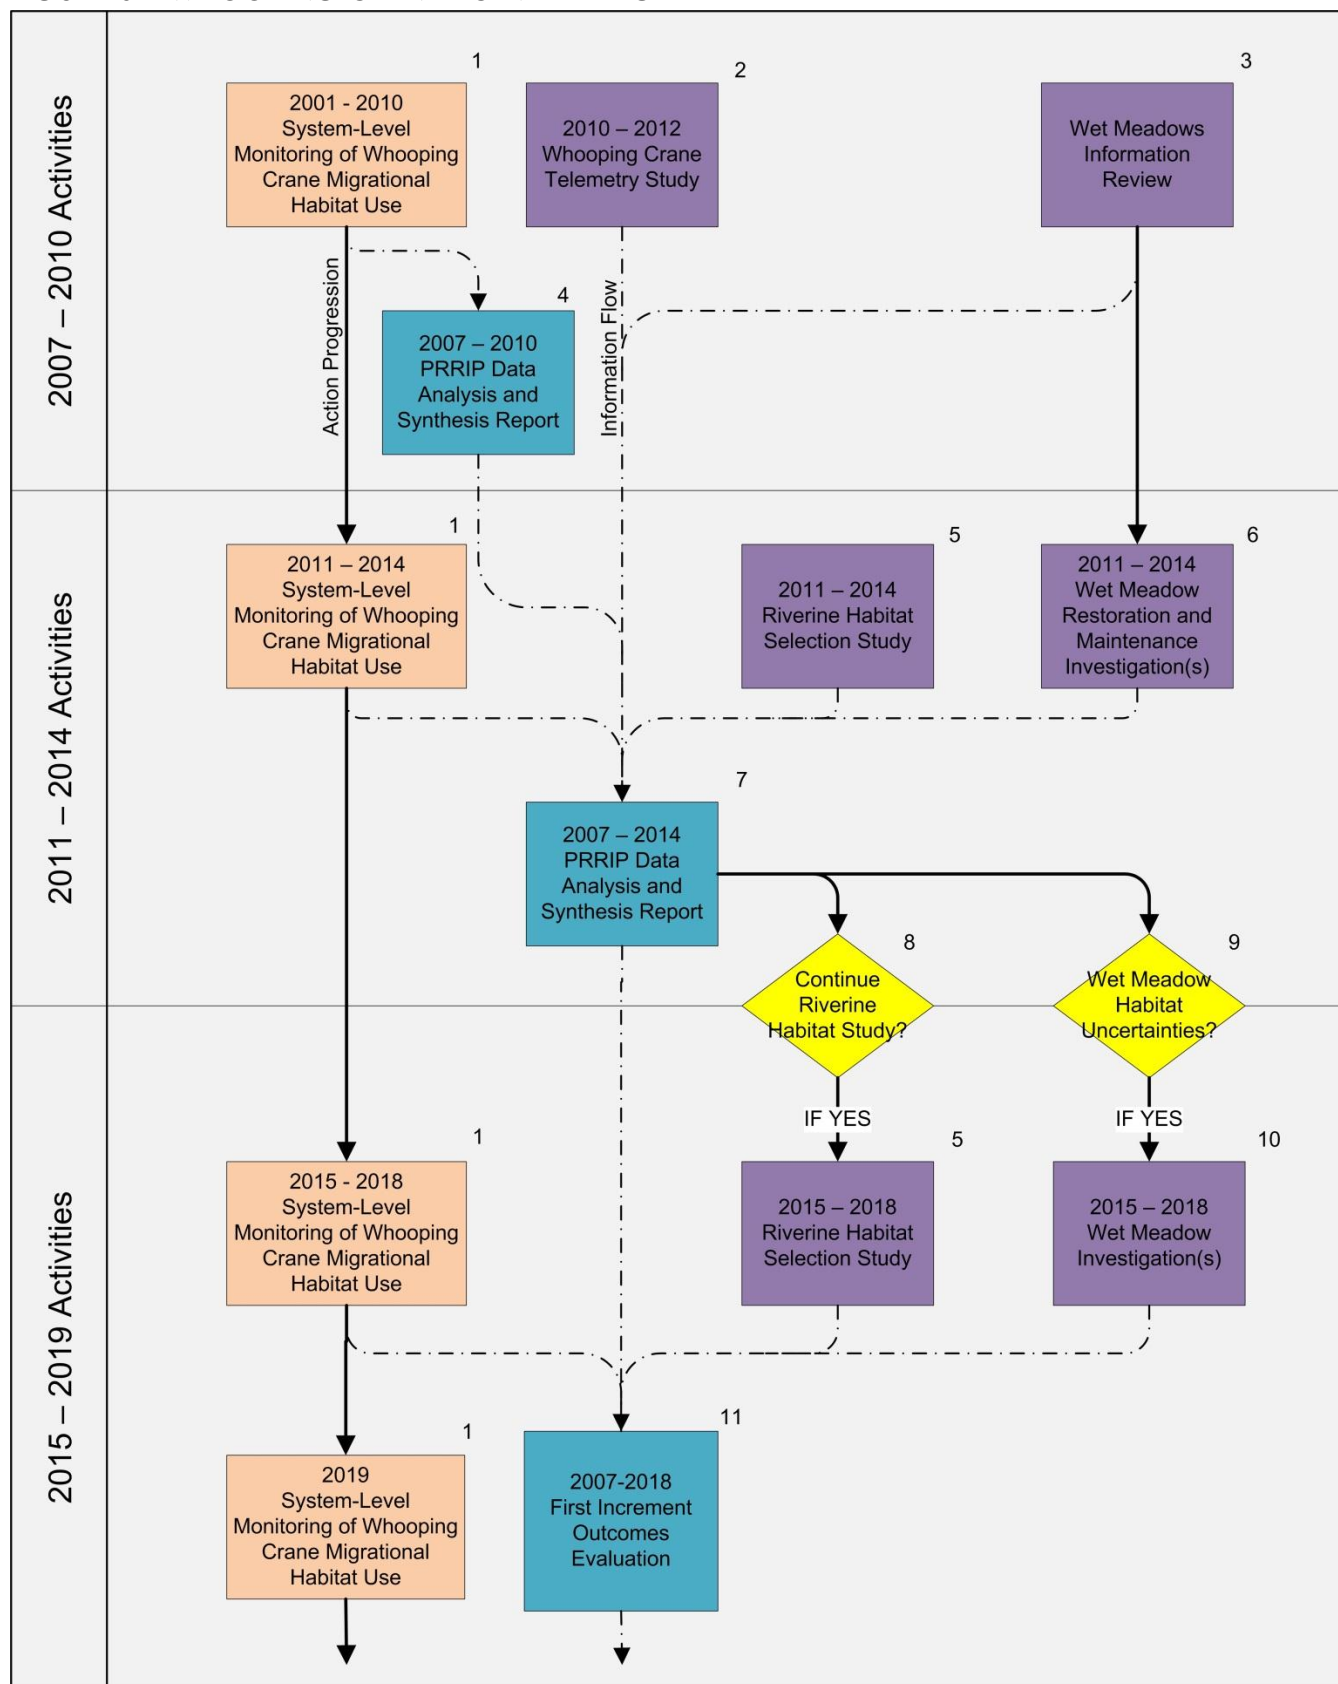 2007 – 2010 Activities
1
2001 - 2010
System-Level
Monitoring of Whooping
Crane Migrational
Habitat Use
2
2010 – 2012
Whooping Crane
Telemetry Study
3
Wet Meadows
Information
Review
Action Progression
4
2007 – 2010
PRRIP Data
Analysis and
Synthesis Report
Information Flow
2011 – 2014 Activities
1
2011 – 2014
System-Level
Monitoring of Whooping
Crane Migrational
Habitat Use
5
2011 – 2014
Riverine Habitat
Selection Study
6
2011 – 2014
Wet Meadow
Restoration and
Maintenance
Investigation(s)
7
2007 – 2014
PRRIP Data
Analysis and
Synthesis Report
8
Continue
Riverine
Habitat Study?
9
Wet Meadow
Habitat
Uncertainties?
IF YES
IF YES
2015 – 2019 Activities
1
2015 - 2018
System-Level
Monitoring of Whooping
Crane Migrational
Habitat Use
5
2015 – 2018
Riverine Habitat
Selection Study
10
2015 – 2018
Wet Meadow
Investigation(s)
1
2019
System-Level
Monitoring of Whooping
Crane Migrational
Habitat Use
11
2007-2018
First Increment
Outcomes
Evaluation